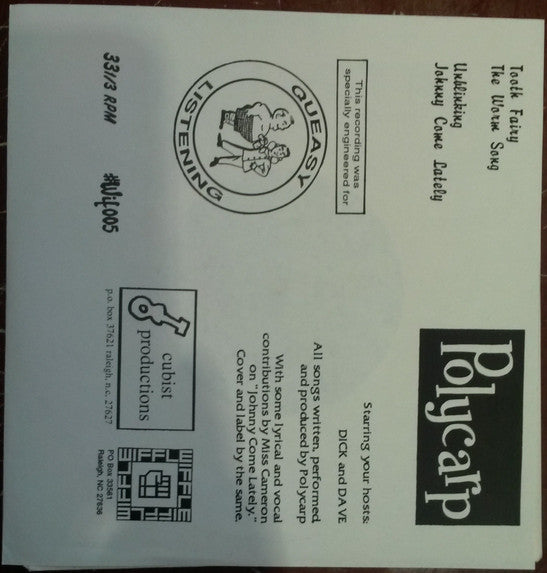 Tooth Fairy
The Worm Song
Unblinking
Johnny Come Lately
Polycarp
This recording was
specially engineered for
QUEASY
LISTENING
Starring your hosts:
DICK and DAVE
All songs written, performed,
and produced by Polycarp
With some lyrical and vocal
contributions by Miss Cameron
on "Johnny Come Lately."
Cover and label by the same.
33 1/3 RPM
#Wif005
cubist
productions
p.o. box 37621 raleigh, n.c. 27627
WIFFLE
PO Box 33561
Raleigh, NC 27636